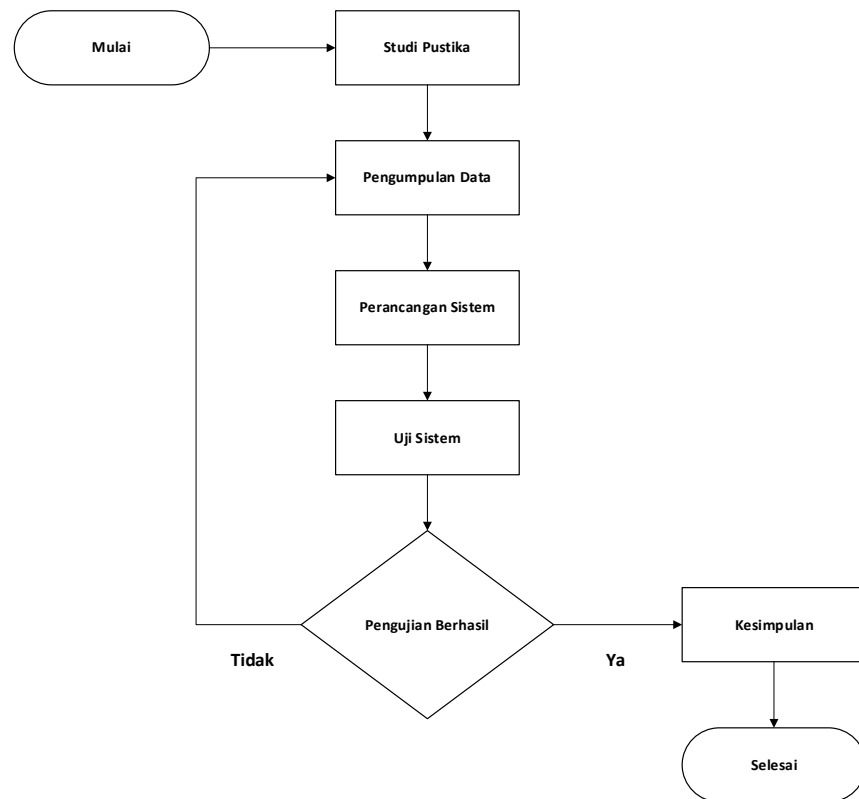 Mulai
Studi Pustika
Pengumpulan Data
Perancangan Sistem
Uji Sistem
Pengujian Berhasil
Tidak
Ya
Kesimpulan
Selesai